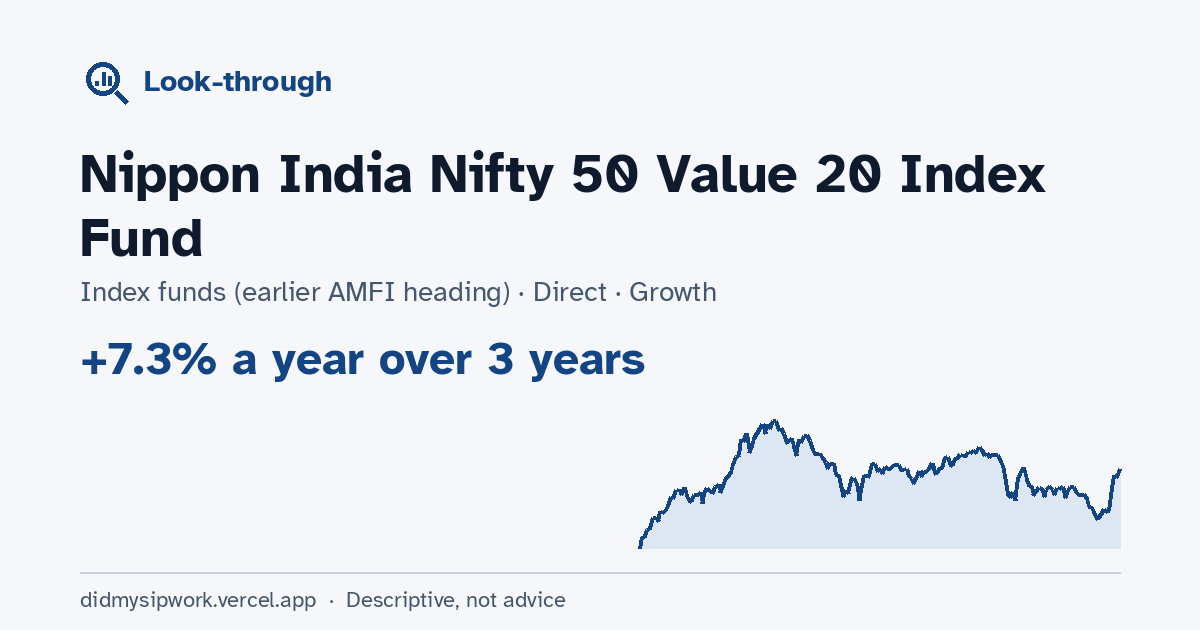 Look-through
Nippon India Nifty 50 Value 20 Index
Fund
Index funds (earlier AMFI heading) · Direct · Growth
+7.3% a year over 3 years
didmysipwork.vercel.app · Descriptive, not advice